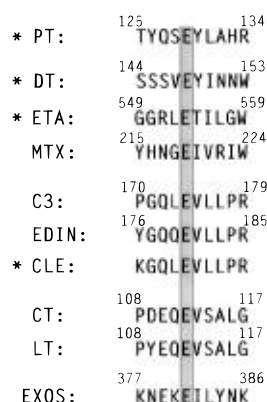 125 134
* PT: TYQSEYLAHR
144 153
* DT: SSSVEYINNW
549 559
* ETA: GGRLETILGW
215 224
MTX: YHNGEIVRIW
170 179
C3: PGQLEVLLPR
176 185
EDIN: YGQQEVLLPR
* CLE: KGQLEVLLPR
108 117
CT: PDEQEVSALG
108 117
LT: PYEQEVSALG
377 386
EXOS: KNEKEILYNK